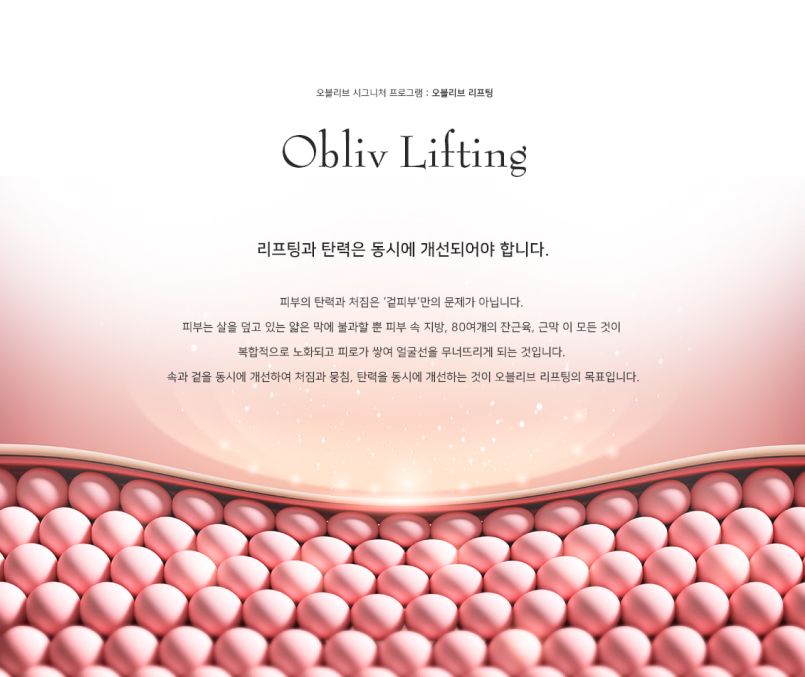 오블리브 시그니처 프로그램 : 오블리브 리프팅
Obliv Lifting
리프팅과 탄력은 동시에 개선되어야 합니다.
피부의 탄력과 처짐은 ‘겉피부’만의 문제가 아닙니다.
피부는 살을 덮고 있는 얇은 막에 불과할 뿐 피부 속 지방, 80여개의 잔근육, 근막 이 모든 것이
복합적으로 노화되고 피로가 쌓여 얼굴선을 무너뜨리게 되는 것입니다.
속과 겉을 동시에 개선하여 처짐과 뭉침, 탄력을 동시에 개선하는 것이 오블리브 리프팅의 목표입니다.